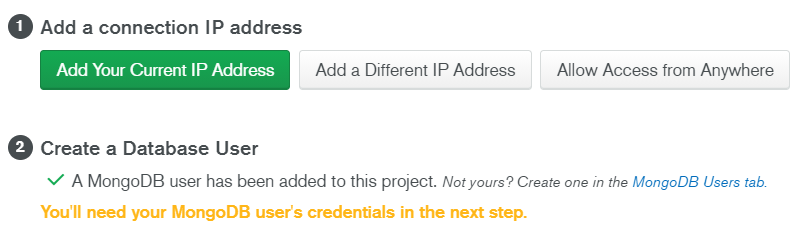 1 Add a connection IP address
Add Your Current IP Address Add a Different IP Address Allow Access from Anywhere
2 Create a Database User
A MongoDB user has been added to this project. Not yours? Create one in the MongoDB Users tab.
You'll need your MongoDB user's credentials in the next step.